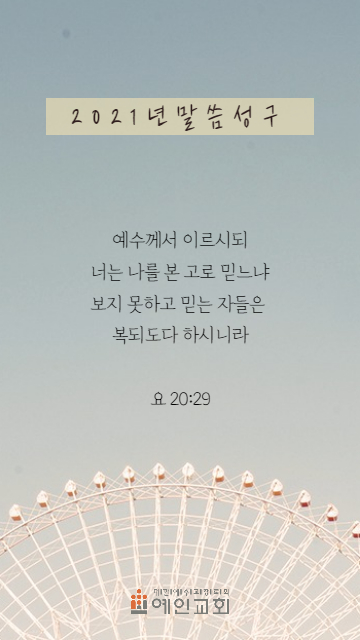 2021년말씀성구
예수께서 이르시되
너는 나를 본 고로 믿느냐
보지 못하고 믿는 자들은
복되도다 하시니라
요 20:29
예인교회